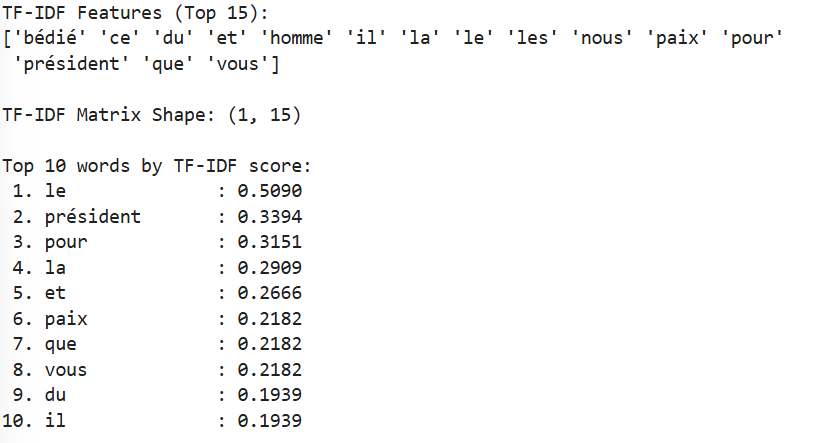 TF-IDF Features (Top 15):
['bédié' 'ce' 'du' 'et' 'homme' 'il' 'la' 'le' 'les' 'nous' 'paix' 'pour'
 'président' 'que' 'vous']
TF-IDF Matrix Shape: (1, 15)
Top 10 words by TF-IDF score:
 1. le              : 0.5090
 2. président       : 0.3394
 3. pour            : 0.3151
 4. la              : 0.2909
 5. et              : 0.2666
 6. paix            : 0.2182
 7. que             : 0.2182
 8. vous            : 0.2182
 9. du              : 0.1939
10. il              : 0.1939